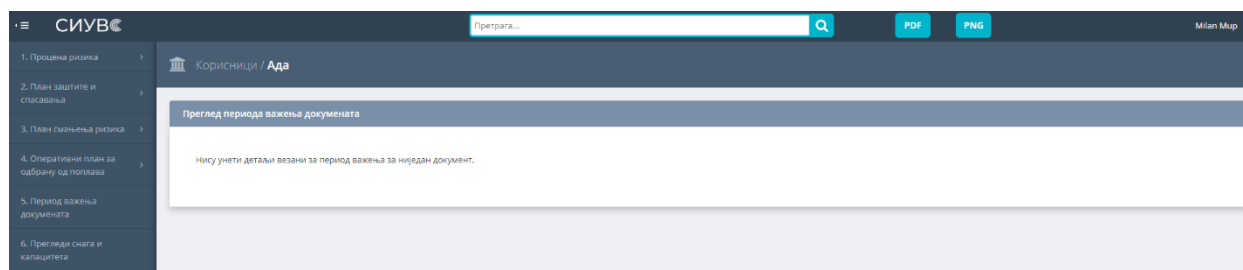 СИУВС
Претрага...
PDF
PNG
Milan Mup
1. Процена ризика
2. План заштите и
спасавања
3. План смањења ризика
4. Оперативни план за
одбрану од поплава
5. Период важења
докумената
6. Прегледи снага и
капацитета
Корисници / Ада
Преглед периода важења докумената
Нису унети детаљи везани за период важења за ниједан документ.